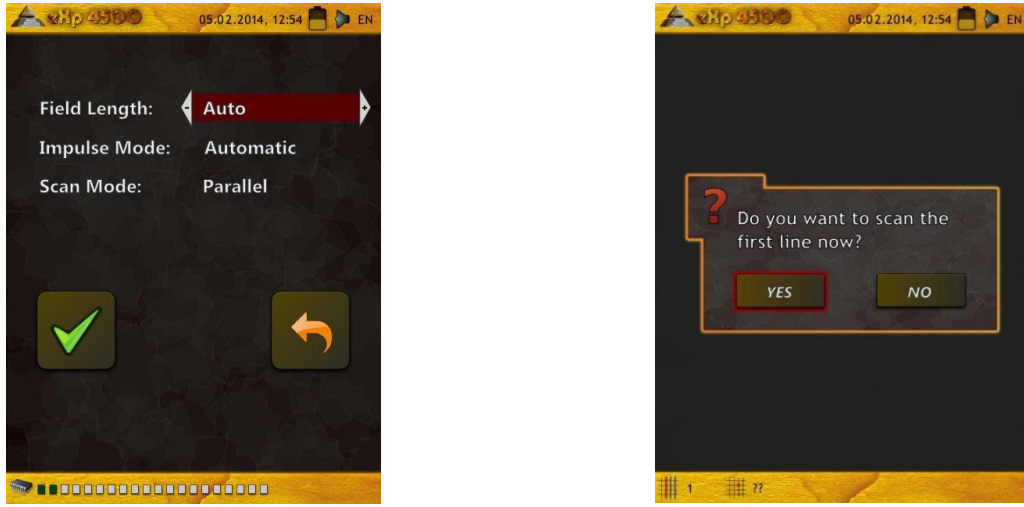 eXp 4500
05.02.2014, 12:54 EN
Field Length: - Auto +
Impulse Mode: Automatic
Scan Mode: Parallel
eXp 4500
05.02.2014, 12:54 EN
?
Do you want to scan the
first line now?
YES NO
1 ??